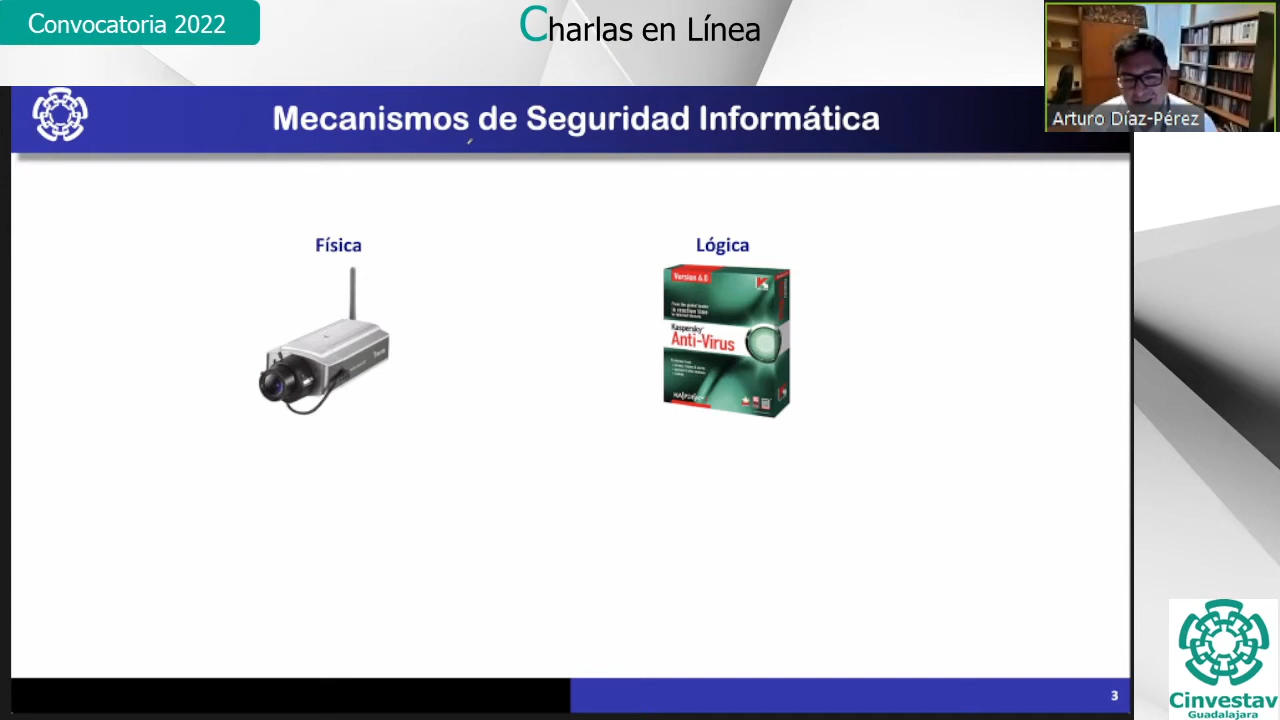 Convocatoria 2022
Charlas en Línea
Arturo Díaz-Pérez
Mecanismos de Seguridad Informática
Física
Lógica
Version 6.0
Kaspersky
Anti-Virus
3
Cinvestav
Guadalajara